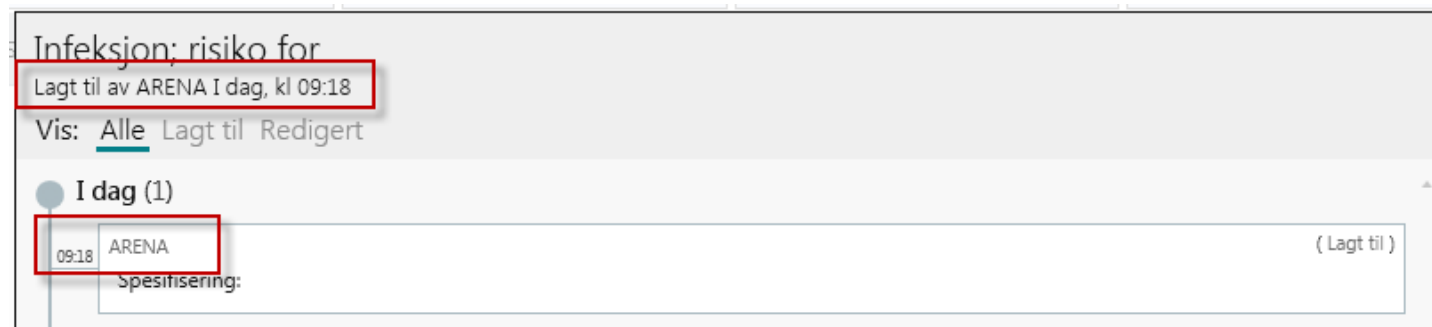 Infeksjon; risiko for
Lagt til av ARENA I dag, kl 09:18
Vis: Alle Lagt til Redigert
I dag (1)
09:18 ARENA ( Lagt til )
Spesifisering: